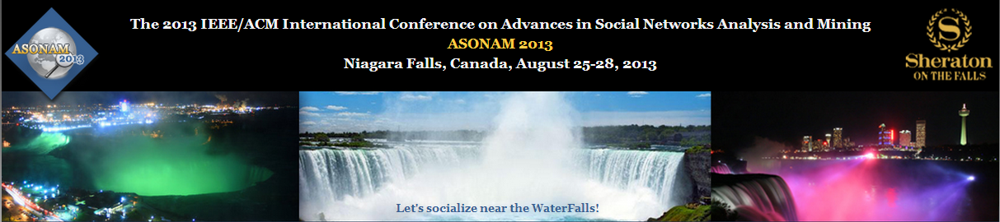 The 2013 IEEE/ACM International Conference on Advances in Social Networks Analysis and Mining
ASONAM 2013
Niagara Falls, Canada, August 25-28, 2013
ASONAM
2013
S
Sheraton
ON THE FALLS
Let's socialize near the WaterFalls!